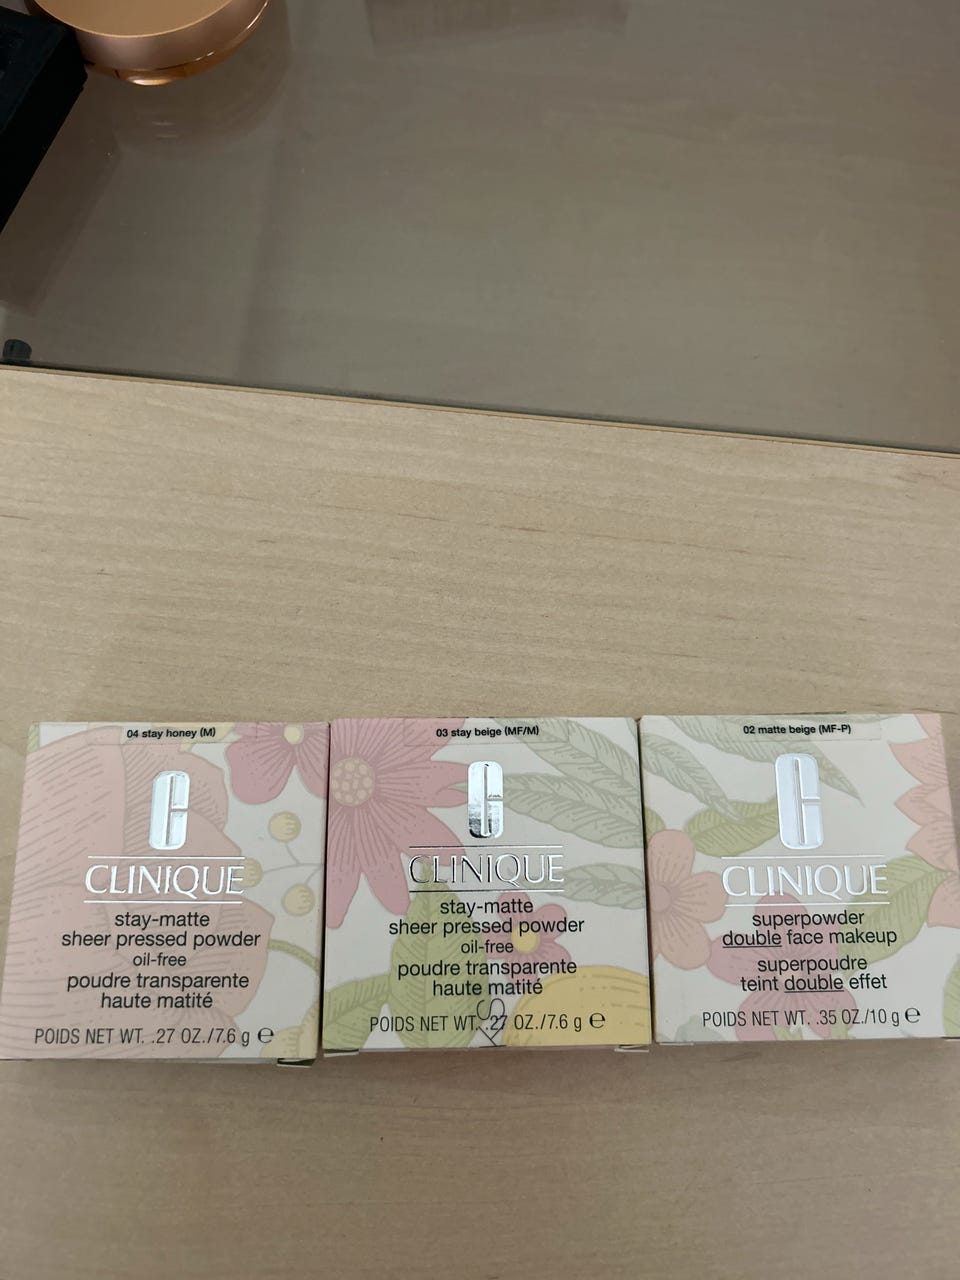 04 stay honey (M)
CLINIQUE
stay-matte
sheer pressed powder
oil-free
poudre transparente
haute matité
POIDS NET WT. .27 OZ./7.6 g ℮
03 stay beige (MF/M)
CLINIQUE
stay-matte
sheer pressed powder
oil-free
poudre transparente
haute matité
POIDS NET WT. .27 OZ./7.6 g ℮
02 matte beige (MF-P)
CLINIQUE
superpowder
double face makeup
superpoudre
teint double effet
POIDS NET WT. .35 OZ./10 g ℮